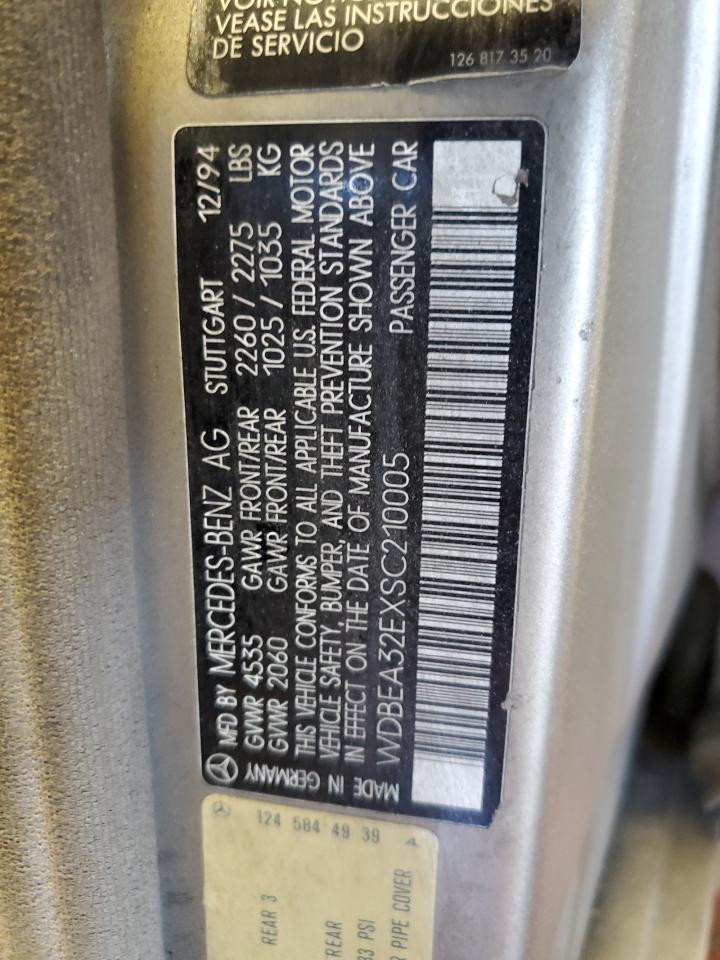 VEASE LAS INSTRUCCIONES
DE SERVICIO
126 817 35 20
MFD BY MERCEDES-BENZ AG STUTTGART 12/94
GVWR 4535 GAWR FRONT/REAR 2260/2275 LBS
GVWR 2060 GAWR FRONT/REAR 1025/1035 KG
THIS VEHICLE CONFORMS TO ALL APPLICABLE U.S. FEDERAL MOTOR
VEHICLE SAFETY, BUMPER, AND THEFT PREVENTION STANDARDS
IN EFFECT ON THE DATE OF MANUFACTURE SHOWN ABOVE
MADE IN GERMANY
WDBEA32EXSC210005 PASSENGER CAR
124 584 49 39
REAR 3
REAR
33 PSI
PIPE COVER